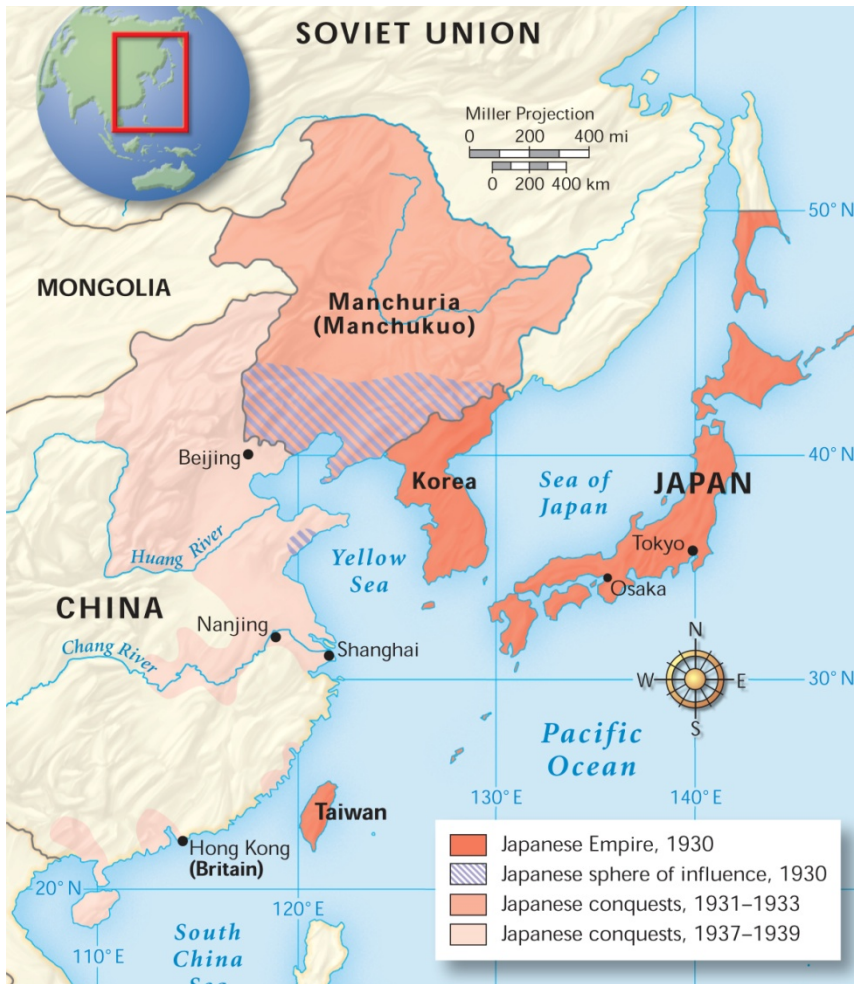 SOVIET UNION
Miller Projection
0 200 400 mi
0 200 400 km
50°N
MONGOLIA
Manchuria
(Manchukuo)
Beijing
40°N
Korea
Sea of
Japan
JAPAN
Tokyo
Osaka
Huang River
Yellow
Sea
CHINA
Nanjing
Shanghai
Chang River
N
W E
S
30°N
Pacific
Ocean
130°E
140°E
Taiwan
Hong Kong
(Britain)
20°N
120°E
110°E
South
China
Japanese Empire, 1930
Japanese sphere of influence, 1930
Japanese conquests, 1931–1933
Japanese conquests, 1937–1939